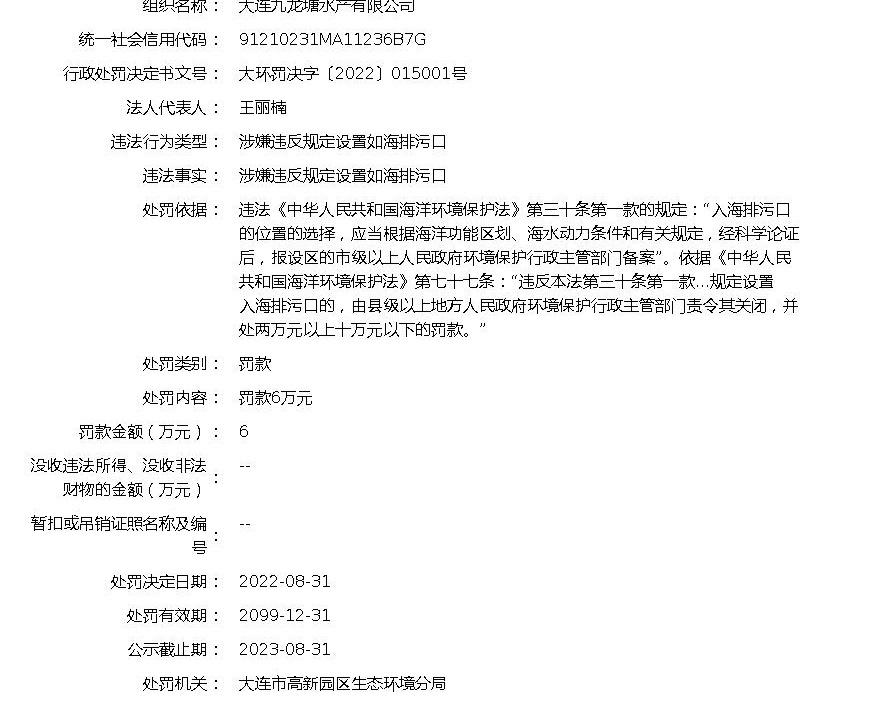 组织名称： 大连九龙塘水产有限公司
统一社会信用代码： 91210231MA11236B7G
行政处罚决定书文号： 大环罚决字〔2022〕015001号
法人代表人： 王丽楠
违法行为类型： 涉嫌违反规定设置如海排污口
违法事实： 涉嫌违反规定设置如海排污口
处罚依据： 违法《中华人民共和国海洋环境保护法》第三十条第一款的规定：“入海排污口
的位置的选择，应当根据海洋功能区划、海水动力条件和有关规定，经科学论证
后，报设区的市级以上人民政府环境保护行政主管部门备案”。依据《中华人民
共和国海洋环境保护法》第七十七条：“违反本法第三十条第一款...规定设置
入海排污口的，由县级以上地方人民政府环境保护行政主管部门责令其关闭，并
处两万元以上十万元以下的罚款。”
处罚类别： 罚款
处罚内容： 罚款6万元
罚款金额（万元）： 6
没收违法所得、没收非法
财物的金额（万元）： --
暂扣或吊销证照名称及编
号： --
处罚决定日期： 2022-08-31
处罚有效期： 2099-12-31
公示截止期： 2023-08-31
处罚机关： 大连市高新园区生态环境分局